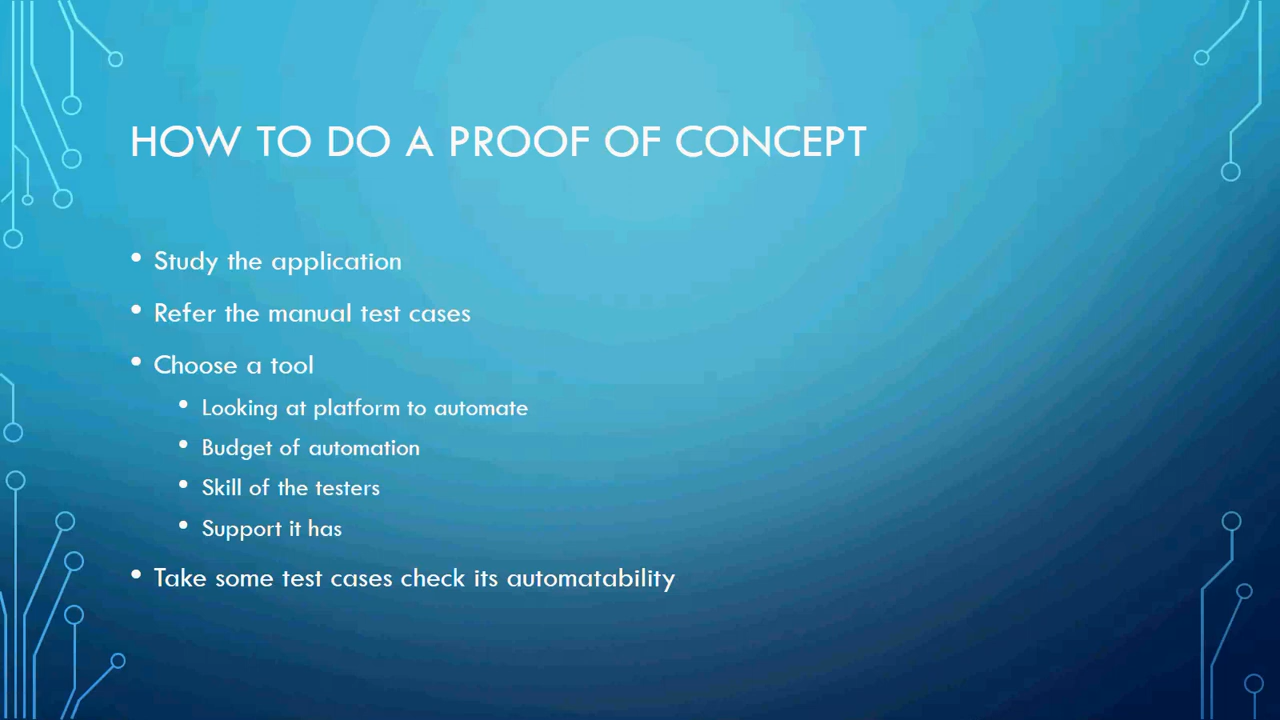 HOW TO DO A PROOF OF CONCEPT
• Study the application
• Refer the manual test cases
• Choose a tool
• Looking at platform to automate
• Budget of automation
• Skill of the testers
• Support it has
• Take some test cases check its automatability